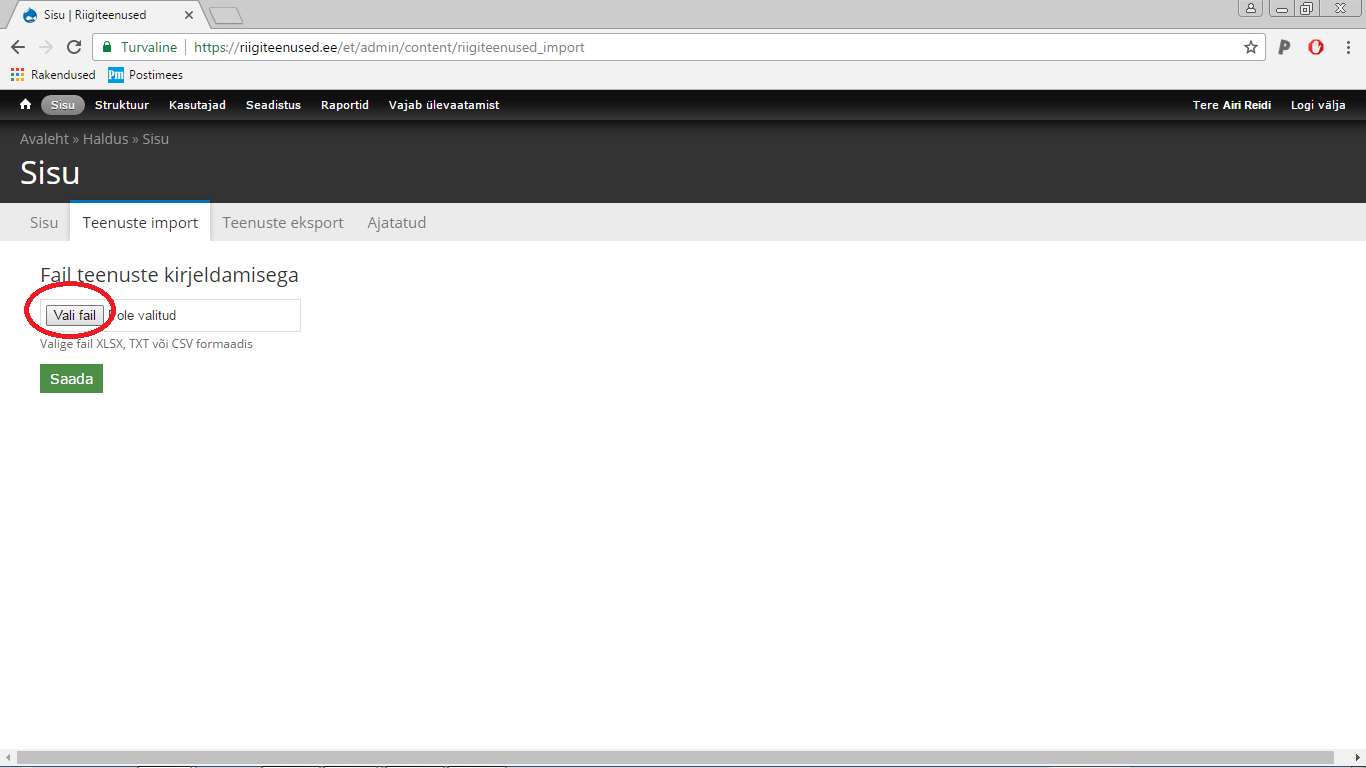 Sisu | Riigiteenused
Turvaline https://riigiteenused.ee/et/admin/content/riigiteenused_import
Rakendused Postimees
Sisu Struktuur Kasutajad Seadistus Raportid Vajab ülevaatamist Tere Airi Reidi Logi välja
Avaleht » Haldus » Sisu
Sisu
Sisu Teenuste import Teenuste eksport Ajatatud
Fail teenuste kirjeldamisega
Vali fail Pole valitud
Valige fail XLSX, TXT või CSV formaadis
Saada